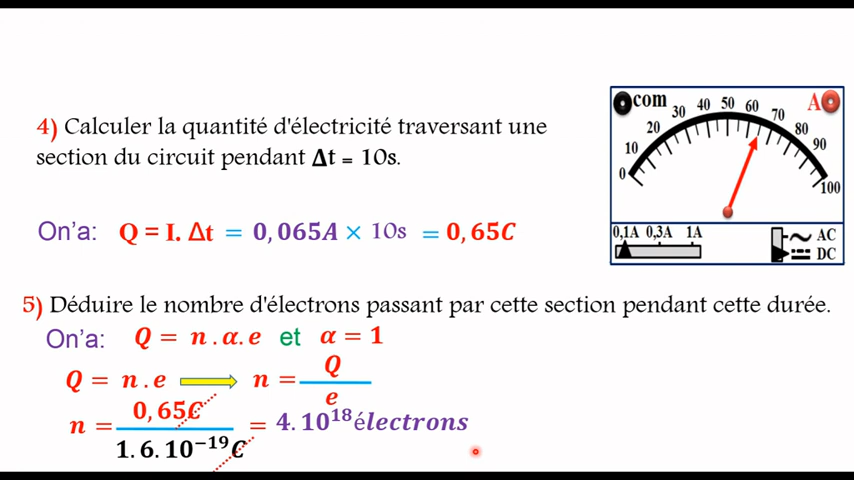 4) Calculer la quantité d'électricité traversant une
section du circuit pendant Δt = 10s.
On'a: Q = I. Δt = 0,065A × 10s = 0,65C
com
A
0 10 20 30 40 50 60 70 80 90 100
0,1A 0,3A 1A
AC
DC
5) Déduire le nombre d'électrons passant par cette section pendant cette durée.
On'a: Q = n . α. e et α = 1
Q = n . e n = Q / e
n = 0,65C / 1.6.10⁻¹⁹C = 4.10¹⁸électrons